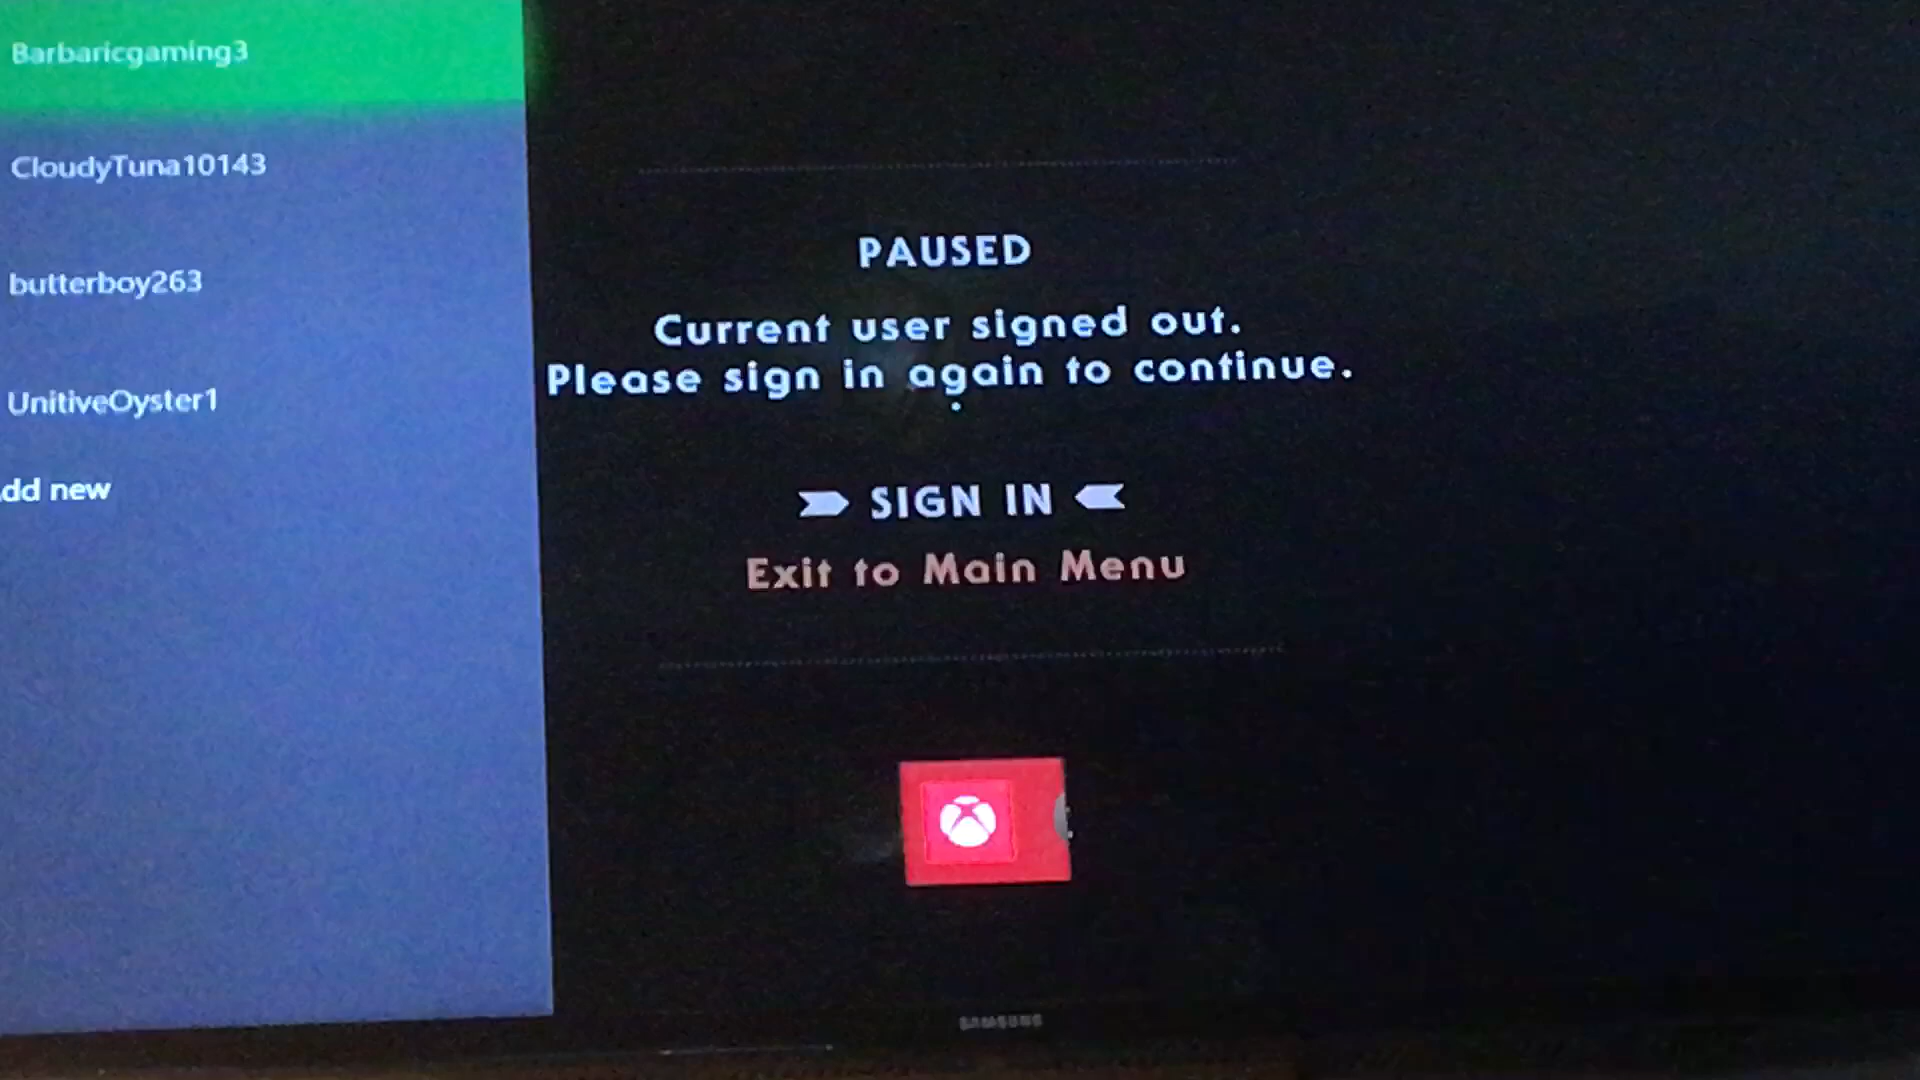 Barbaricgaming3
CloudyTuna10143
butterboy263
UnitiveOyster1
dd new
PAUSED
Current user signed out.
Please sign in again to continue.
SIGN IN
Exit to Main Menu
SAMSUNG